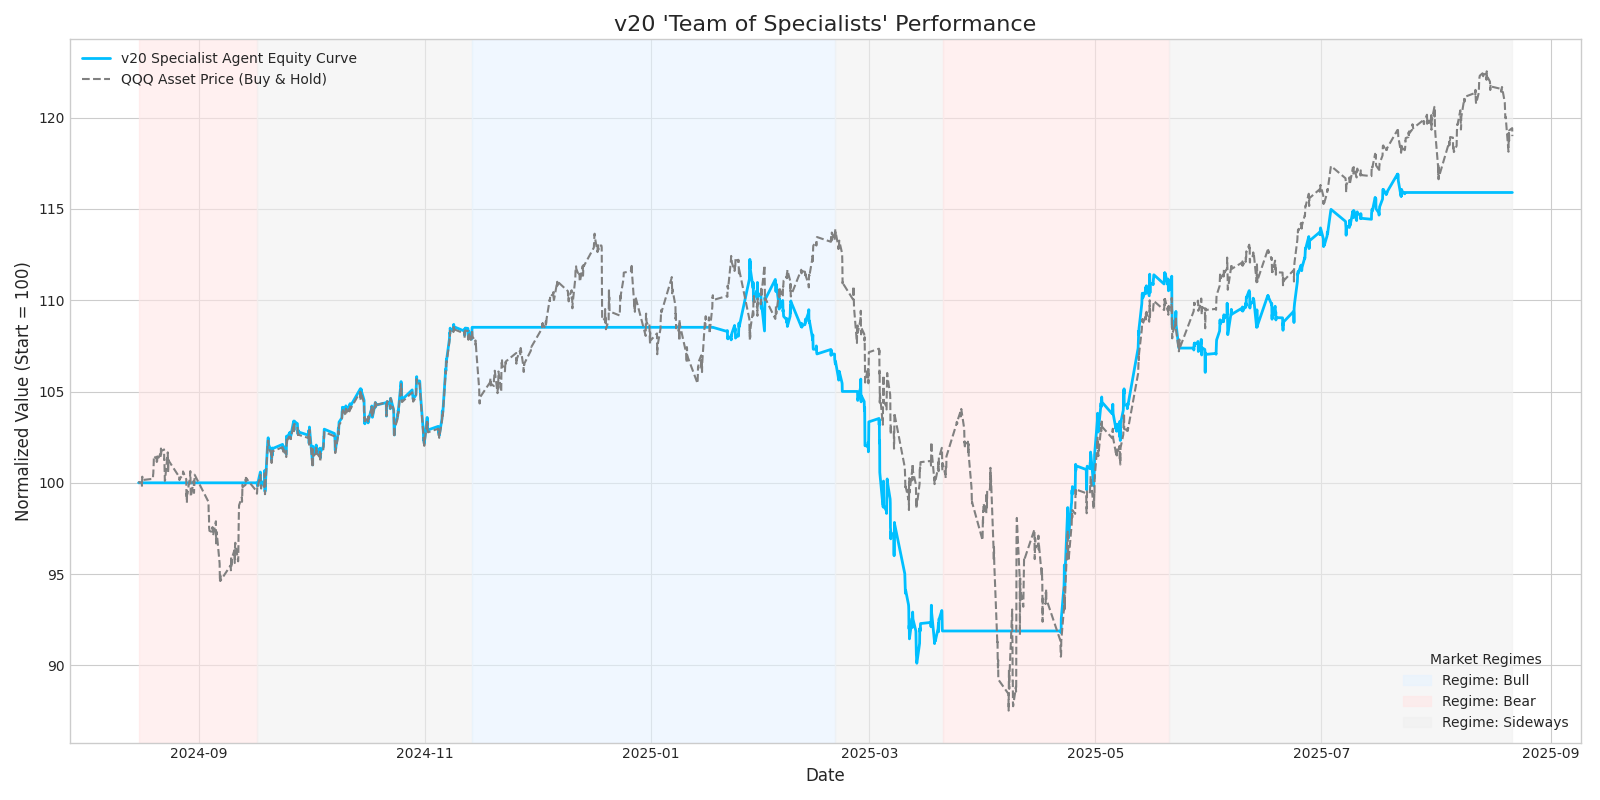 v20 'Team of Specialists' Performance
v20 Specialist Agent Equity Curve
QQQ Asset Price (Buy & Hold)
Normalized Value (Start = 100)
120
115
110
105
100
95
90
Market Regimes
Regime: Bull
Regime: Bear
Regime: Sideways
2024-09
2024-11
2025-01
2025-03
2025-05
2025-07
2025-09
Date